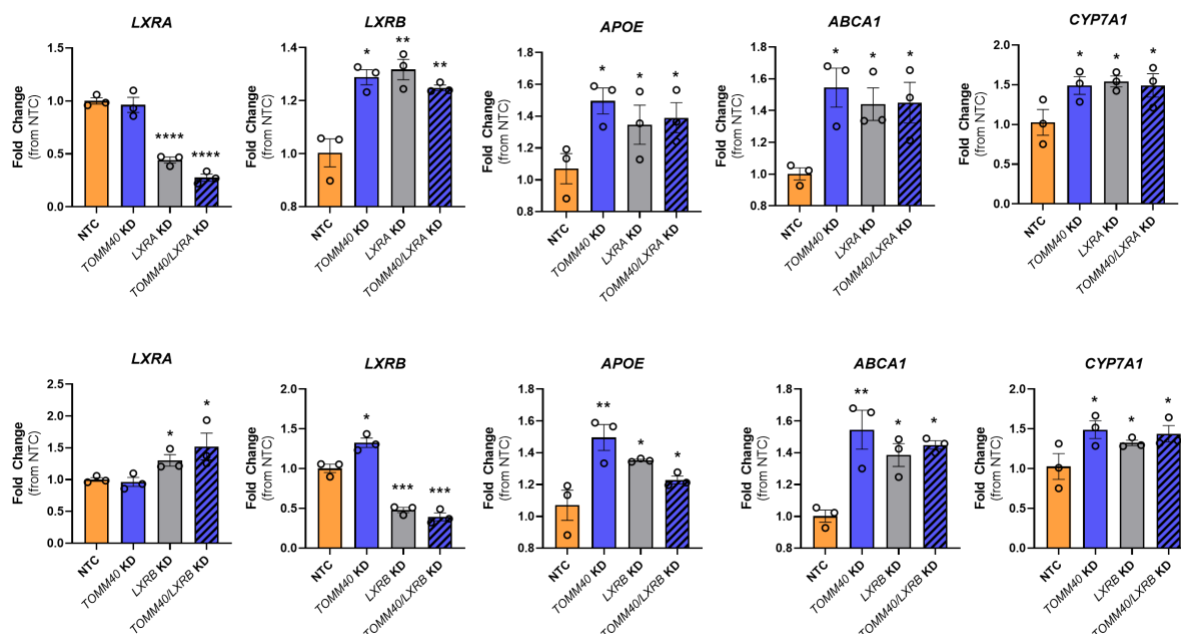 LXRA
Fold Change
(from NTC)
1.5
1.0
0.5
0.0
****
****
NTC
TOMM40 KD
LXRA KD
TOMM40/LXRA KD
LXRB
Fold Change
(from NTC)
1.4
1.2
1.0
0.8
*
**
**
NTC
TOMM40 KD
LXRA KD
TOMM40/LXRA KD
APOE
Fold Change
(from NTC)
1.8
1.6
1.4
1.2
1.0
0.8
*
*
*
NTC
TOMM40 KD
LXRA KD
TOMM40/LXRA KD
ABCA1
Fold Change
(from NTC)
2.0
1.8
1.6
1.4
1.2
1.0
0.8
*
*
*
NTC
TOMM40 KD
LXRA KD
TOMM40/LXRA KD
CYP7A1
Fold Change
(from NTC)
2.0
1.5
1.0
0.5
0.0
*
*
*
NTC
TOMM40 KD
LXRA KD
TOMM40/LXRA KD
LXRA
Fold Change
(from NTC)
2.5
2.0
1.5
1.0
0.5
0.0
*
*
NTC
TOMM40 KD
LXRB KD
TOMM40/LXRB KD
LXRB
Fold Change
(from NTC)
2.0
1.5
1.0
0.5
0.0
*
***
***
NTC
TOMM40 KD
LXRB KD
TOMM40/LXRB KD
APOE
Fold Change
(from NTC)
1.8
1.6
1.4
1.2
1.0
0.8
**
*
*
NTC
TOMM40 KD
LXRB KD
TOMM40/LXRB KD
ABCA1
Fold Change
(from NTC)
1.8
1.6
1.4
1.2
1.0
0.8
**
*
*
NTC
TOMM40 KD
LXRB KD
TOMM40/LXRB KD
CYP7A1
Fold Change
(from NTC)
2.0
1.5
1.0
0.5
0.0
*
*
*
NTC
TOMM40 KD
LXRB KD
TOMM40/LXRB KD